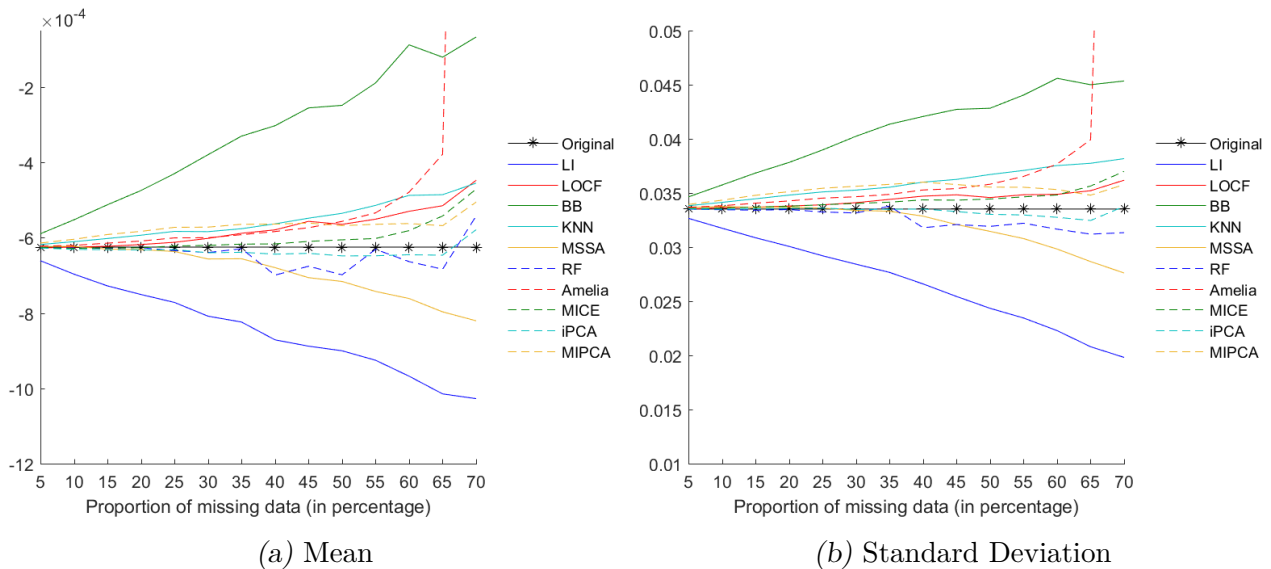 ×10⁻⁴
-2
-4
-6
-8
-10
-12
5 10 15 20 25 30 35 40 45 50 55 60 65 70
Proportion of missing data (in percentage)
Original
LI
LOCF
BB
KNN
MSSA
RF
Amelia
MICE
iPCA
MIPCA
(a) Mean
0.05
0.045
0.04
0.035
0.03
0.025
0.02
0.015
0.01
5 10 15 20 25 30 35 40 45 50 55 60 65 70
Proportion of missing data (in percentage)
Original
LI
LOCF
BB
KNN
MSSA
RF
Amelia
MICE
iPCA
MIPCA
(b) Standard Deviation